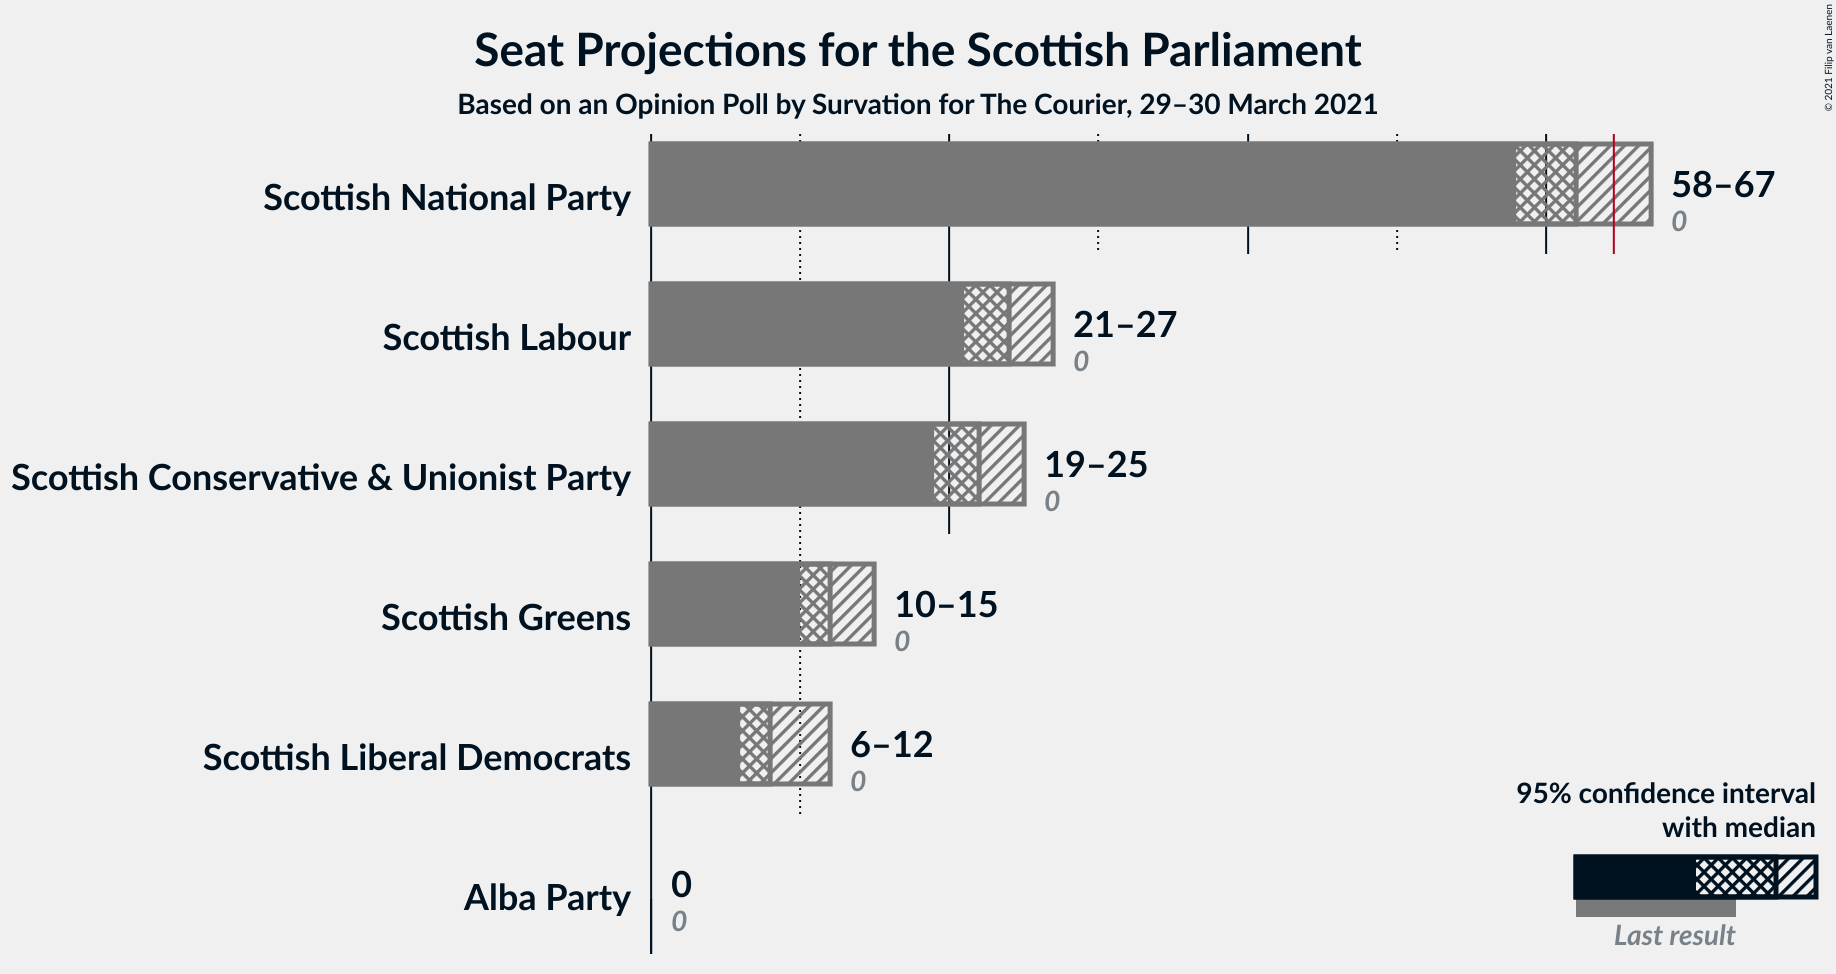 Seat Projections for the Scottish Parliament
Based on an Opinion Poll by Survation for The Courier, 29–30 March 2021
© 2021 Filip van Laenen
Scottish National Party
58–67
0
Scottish Labour
21–27
0
Scottish Conservative & Unionist Party
19–25
0
Scottish Greens
10–15
0
Scottish Liberal Democrats
6–12
0
Alba Party
0
0
95% confidence interval
with median
Last result